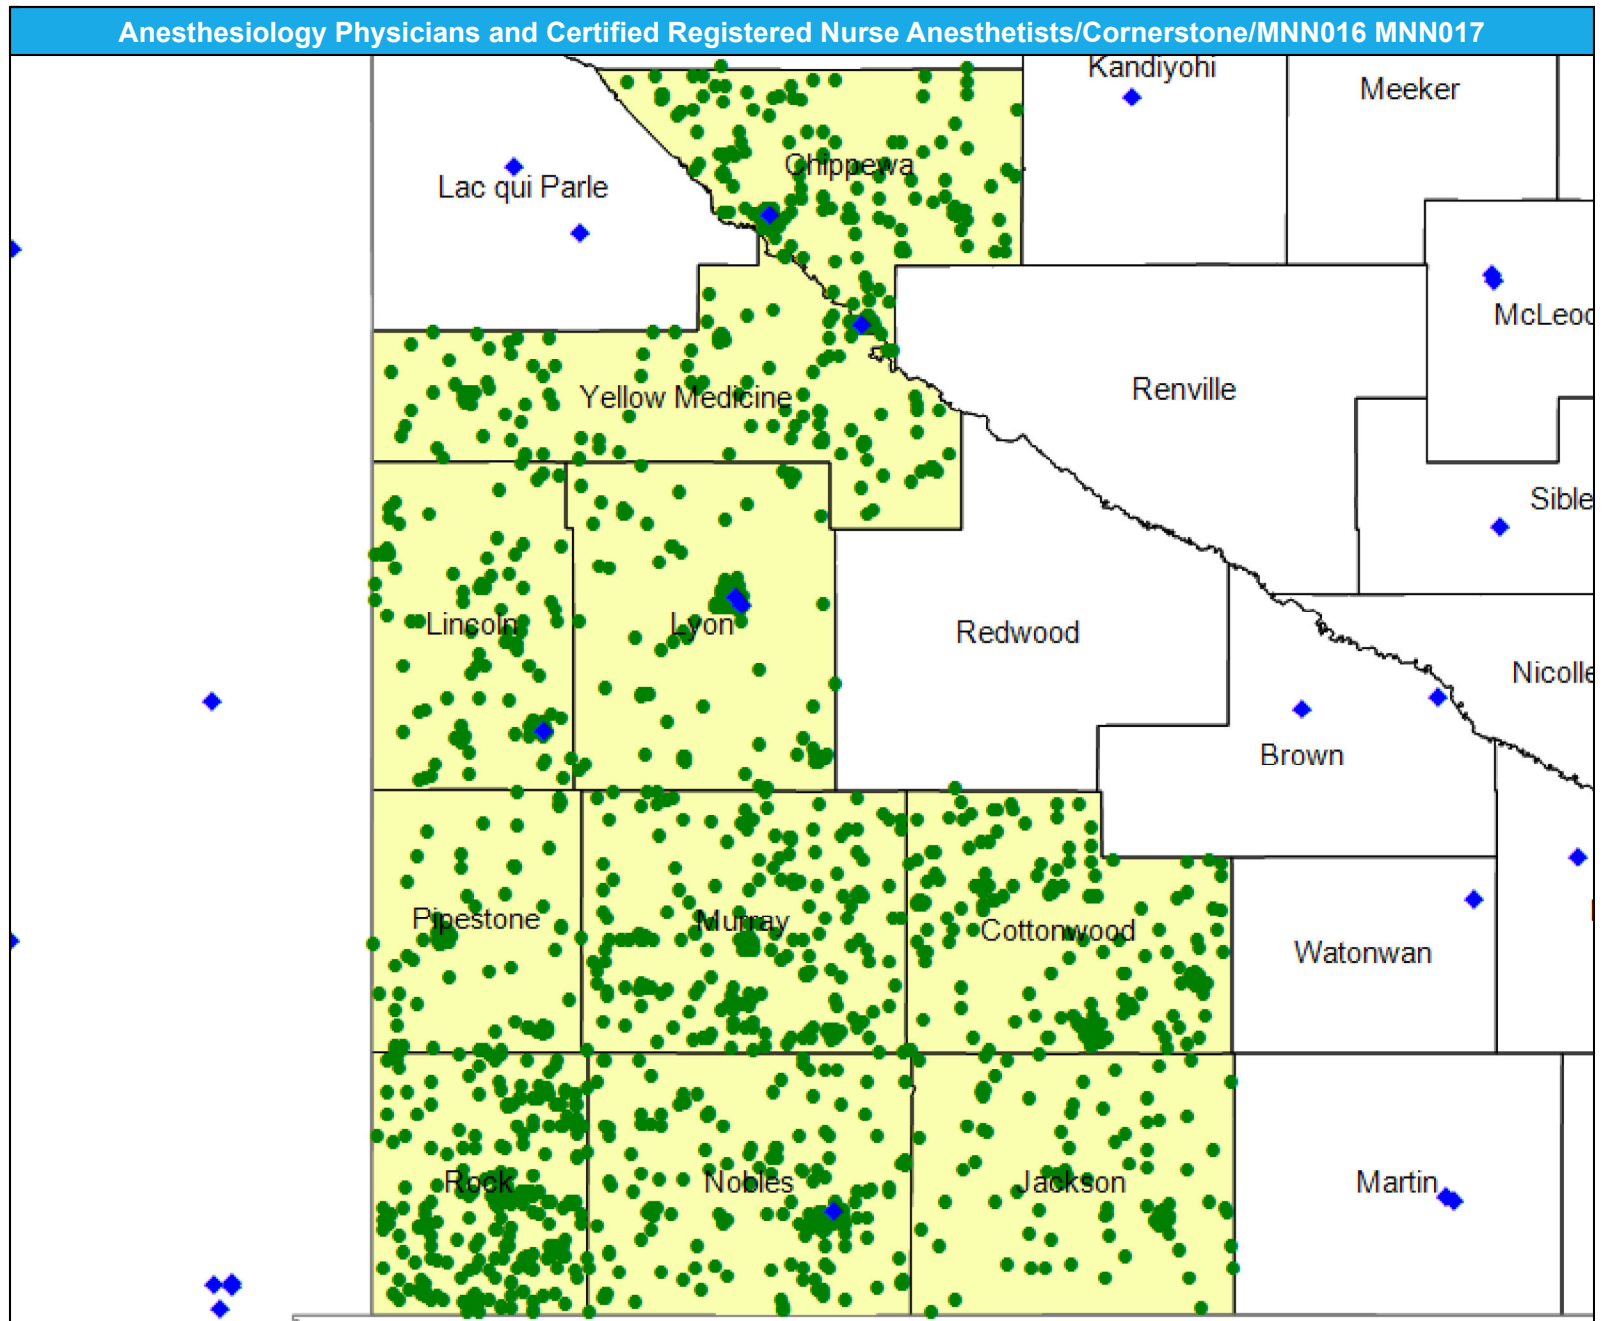 Anesthesiology Physicians and Certified Registered Nurse Anesthetists/Cornerstone/MNN016 MNN017
Kandiyohi
Meeker
Chippewa
Lac qui Parle
McLeod
Renville
Yellow Medicine
Sible
Lincoln
Lyon
Redwood
Nicolle
Brown
Pipestone
Murray
Cottonwood
Watonwan
Rock
Nobles
Jackson
Martin